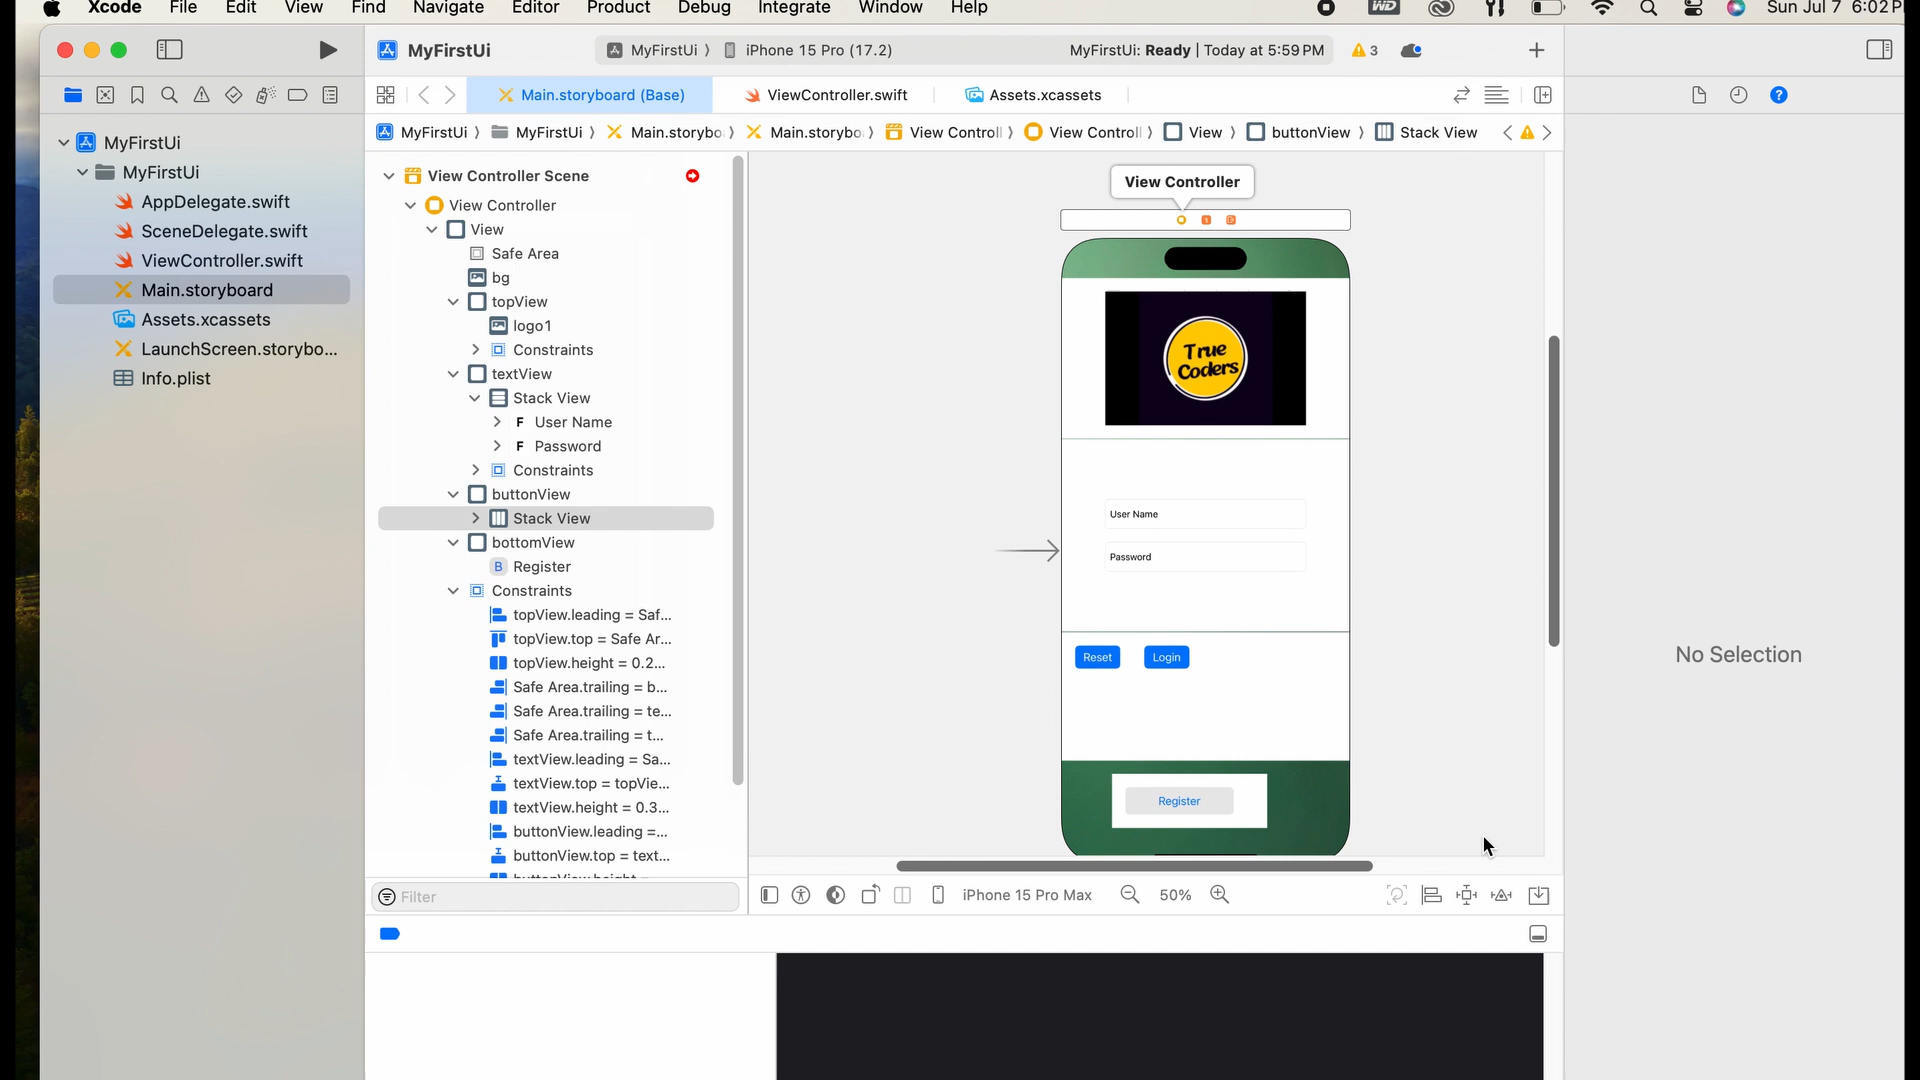 Xcode File Edit View Find Navigate Editor Product Debug Integrate Window Help
WD
Sun Jul 7 6:02P
MyFirstUi
MyFirstUi
iPhone 15 Pro (17.2)
MyFirstUi: Ready | Today at 5:59 PM
3
Main.storyboard (Base)
ViewController.swift
Assets.xcassets
MyFirstUi
MyFirstUi
Main.storybo
Main.storybo
View Control
View Control
View
buttonView
Stack View
MyFirstUi
MyFirstUi
AppDelegate.swift
SceneDelegate.swift
ViewController.swift
Main.storyboard
Assets.xcassets
LaunchScreen.storybo...
Info.plist
View Controller Scene
View Controller
View
Safe Area
bg
topView
logo1
Constraints
textView
Stack View
F User Name
F Password
Constraints
buttonView
Stack View
bottomView
B Register
Constraints
topView.leading = Saf...
topView.top = Safe Ar...
topView.height = 0.2...
Safe Area.trailing = b...
Safe Area.trailing = te...
Safe Area.trailing = t...
textView.leading = Sa...
textView.top = topVie...
textView.height = 0.3...
buttonView.leading =...
buttonView.top = text...
Filter
View Controller
True
Coders
User Name
Password
Reset
Login
Register
iPhone 15 Pro Max
50%
No Selection